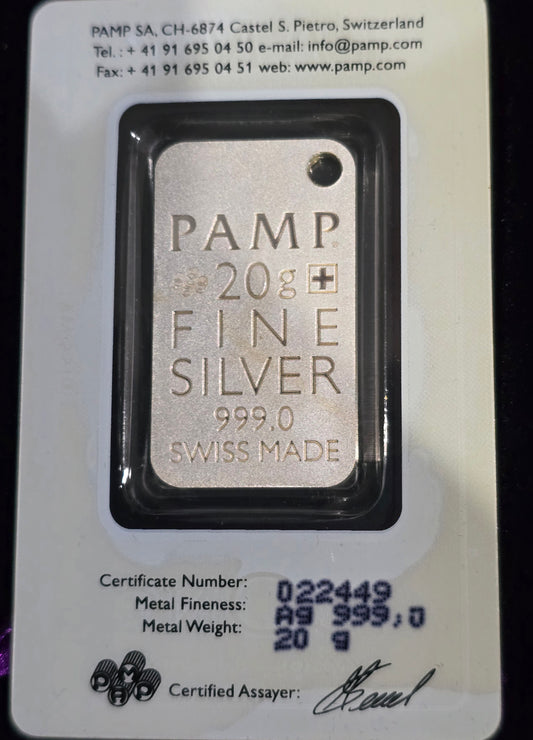 PAMP SA, CH-6874 Castel S. Pietro, Switzerland
Tel. : + 41 91 695 04 50 e-mail: info@pamp.com
Fax: + 41 91 695 04 51 web: www.pamp.com
PAMP®
20g
FINE
SILVER
999.0
SWISS MADE
Certificate Number: 022449
Metal Fineness: Ag 999,0
Metal Weight: 20 g
PAMP
Certified Assayer: